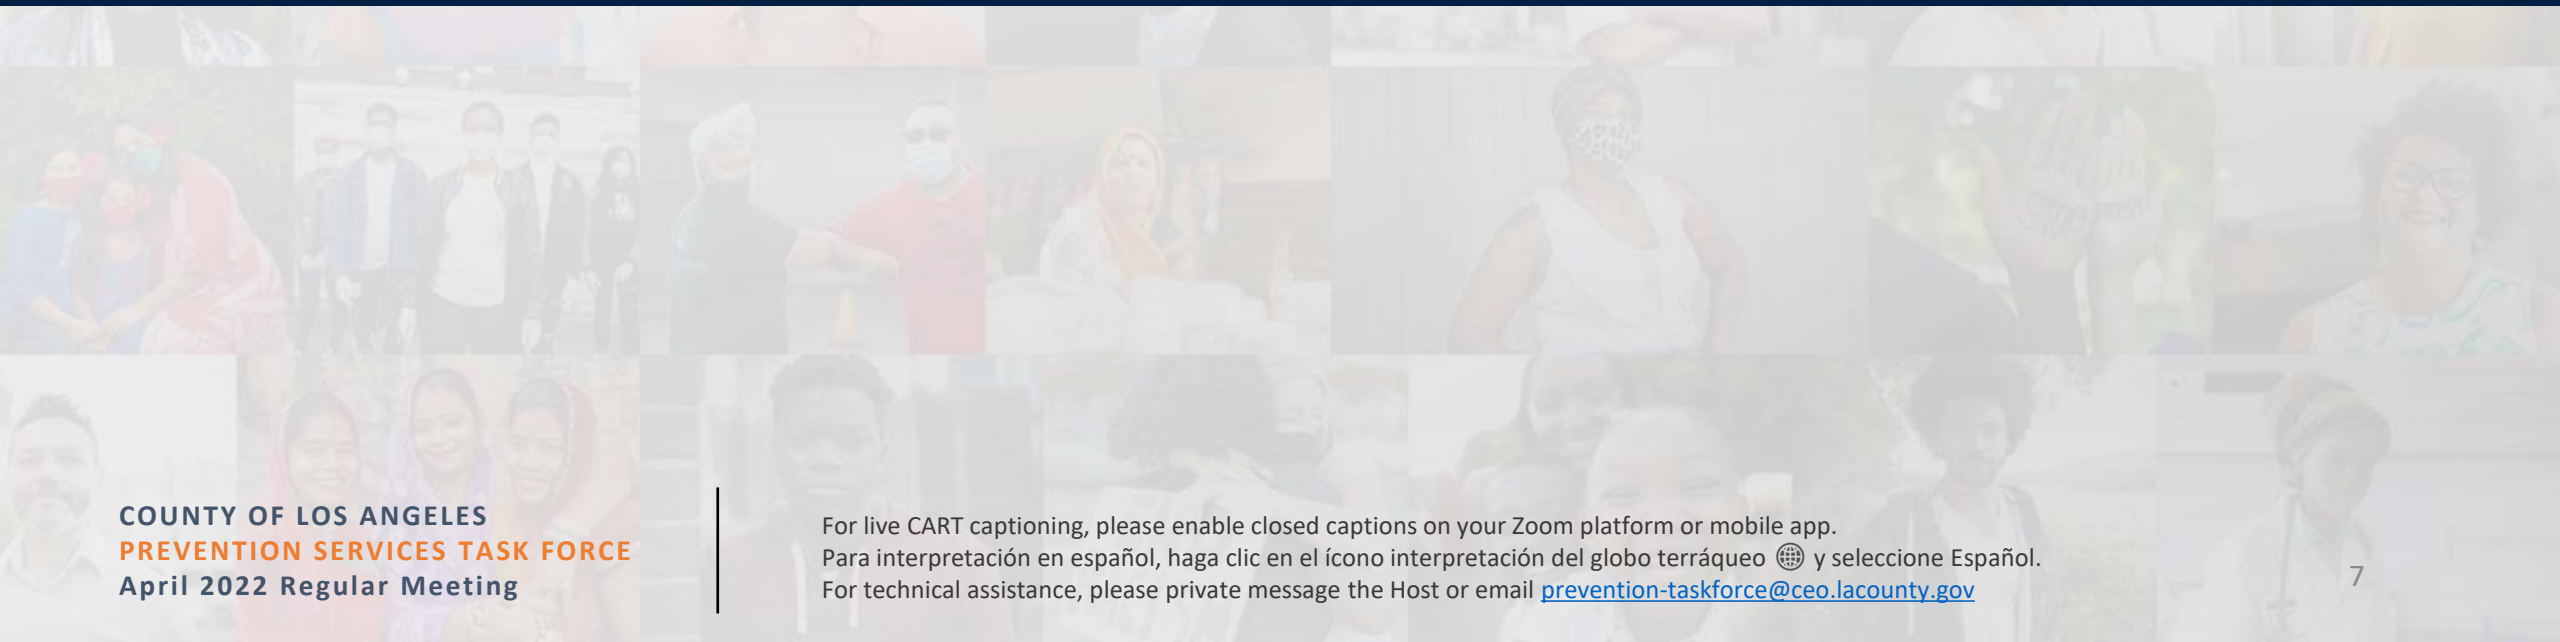 COUNTY OF LOS ANGELES
PREVENTION SERVICES TASK FORCE
April 2022 Regular Meeting
For live CART captioning, please enable closed captions on your Zoom platform or mobile app.
Para interpretación en español, haga clic en el ícono interpretación del globo terráqueo y seleccione Español.
For technical assistance, please private message the Host or email prevention-taskforce@ceo.lacounty.gov
7